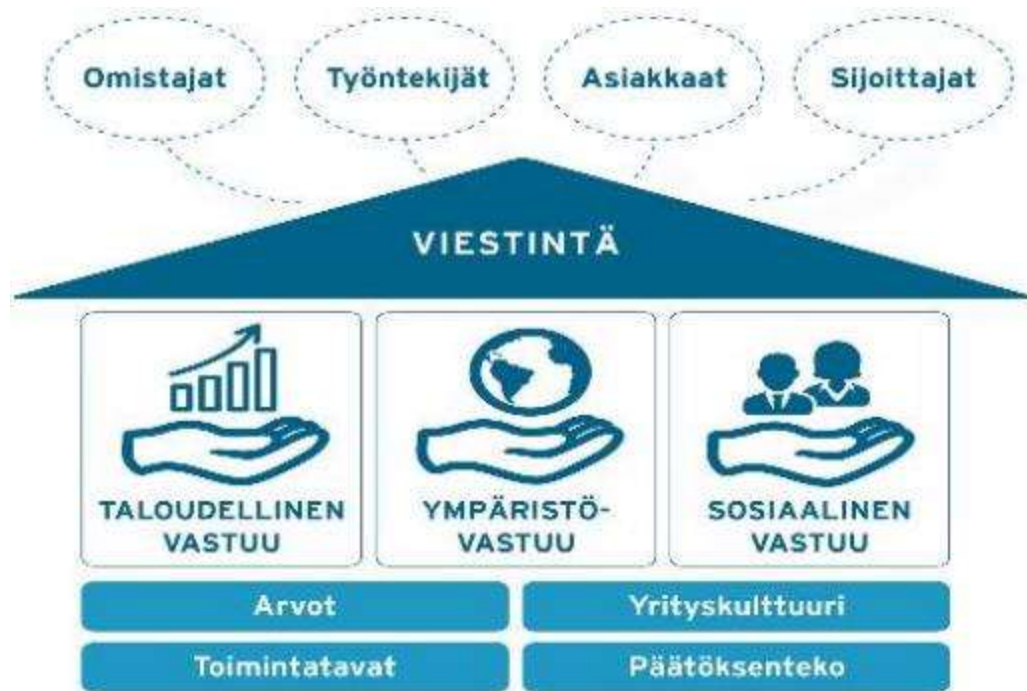 Omistajat
Työntekijät
Asiakkaat
Sijoittajat
VIESTINTÄ
TALOUDELLINEN
VASTUU
YMPÄRISTÖ-
VASTUU
SOSIAALINEN
VASTUU
Arvot
Yrityskulttuuri
Toimintatavat
Päätöksenteko